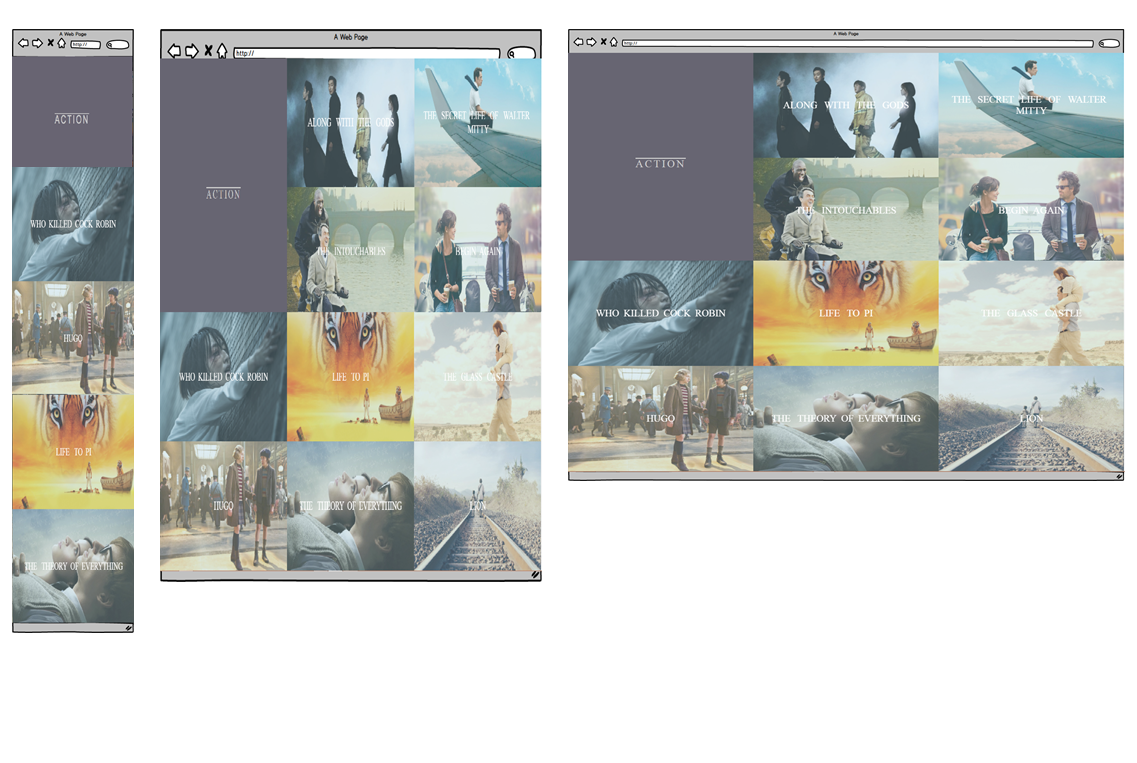 A Web Page
http://
ACTION
WHO KILLED COCK ROBIN
HUGO
LIFE TO PI
THE THEORY OF EVERYTHING
A Web Page
http://
ACTION
ALONG WITH THE GODS
THE SECRET LIFE OF WALTER
MITTY
THE INTOUCHABLES
BEGIN AGAIN
WHO KILLED COCK ROBIN
LIFE TO PI
THE GLASS CASTLE
HUGO
THE THEORY OF EVERYTHING
LION
A Web Page
http://
ACTION
ALONG WITH THE GODS
THE SECRET LIFE OF WALTER
MITTY
THE INTOUCHABLES
BEGIN AGAIN
WHO KILLED COCK ROBIN
LIFE TO PI
THE GLASS CASTLE
HUGO
THE THEORY OF EVERYTHING
LION